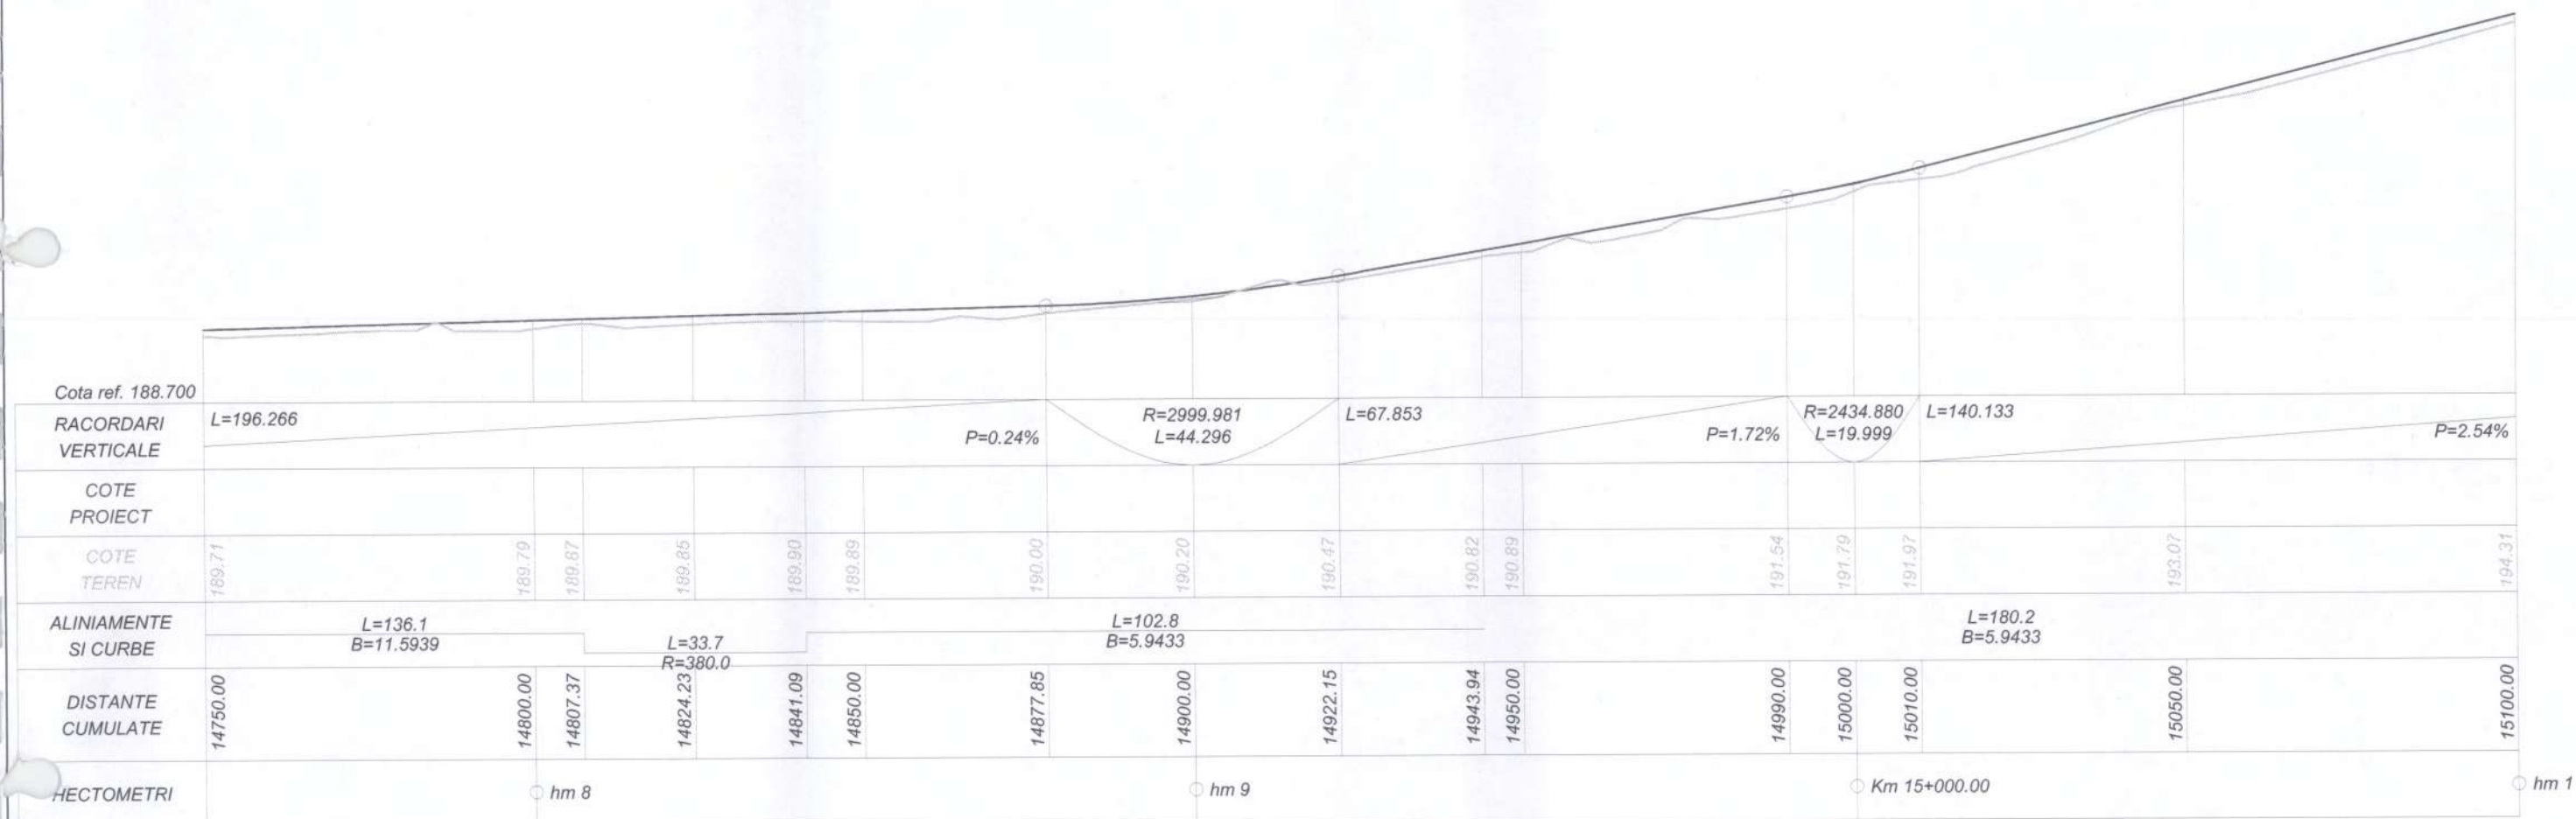 Cota ref. 188.700
RACORDARI
VERTICALE
L=196.266
P=0.24%
R=2999.981
L=44.296
L=67.853
P=1.72%
R=2434.880
L=19.999
L=140.133
P=2.54%
COTE
PROIECT
COTE
TEREN
189.71
189.79
189.87
189.85
189.90
189.89
190.00
190.20
190.47
190.82
190.89
191.54
191.79
191.97
193.07
194.31
ALINIAMENTE
SI CURBE
L=136.1
B=11.5939
L=33.7
R=380.0
L=102.8
B=5.9433
L=180.2
B=5.9433
DISTANTE
CUMULATE
14750.00
14800.00
14807.37
14824.23
14841.09
14850.00
14877.85
14900.00
14922.15
14943.94
14950.00
14990.00
15000.00
15010.00
15050.00
15100.00
HECTOMETRI
hm 8
hm 9
Km 15+000.00
hm 1